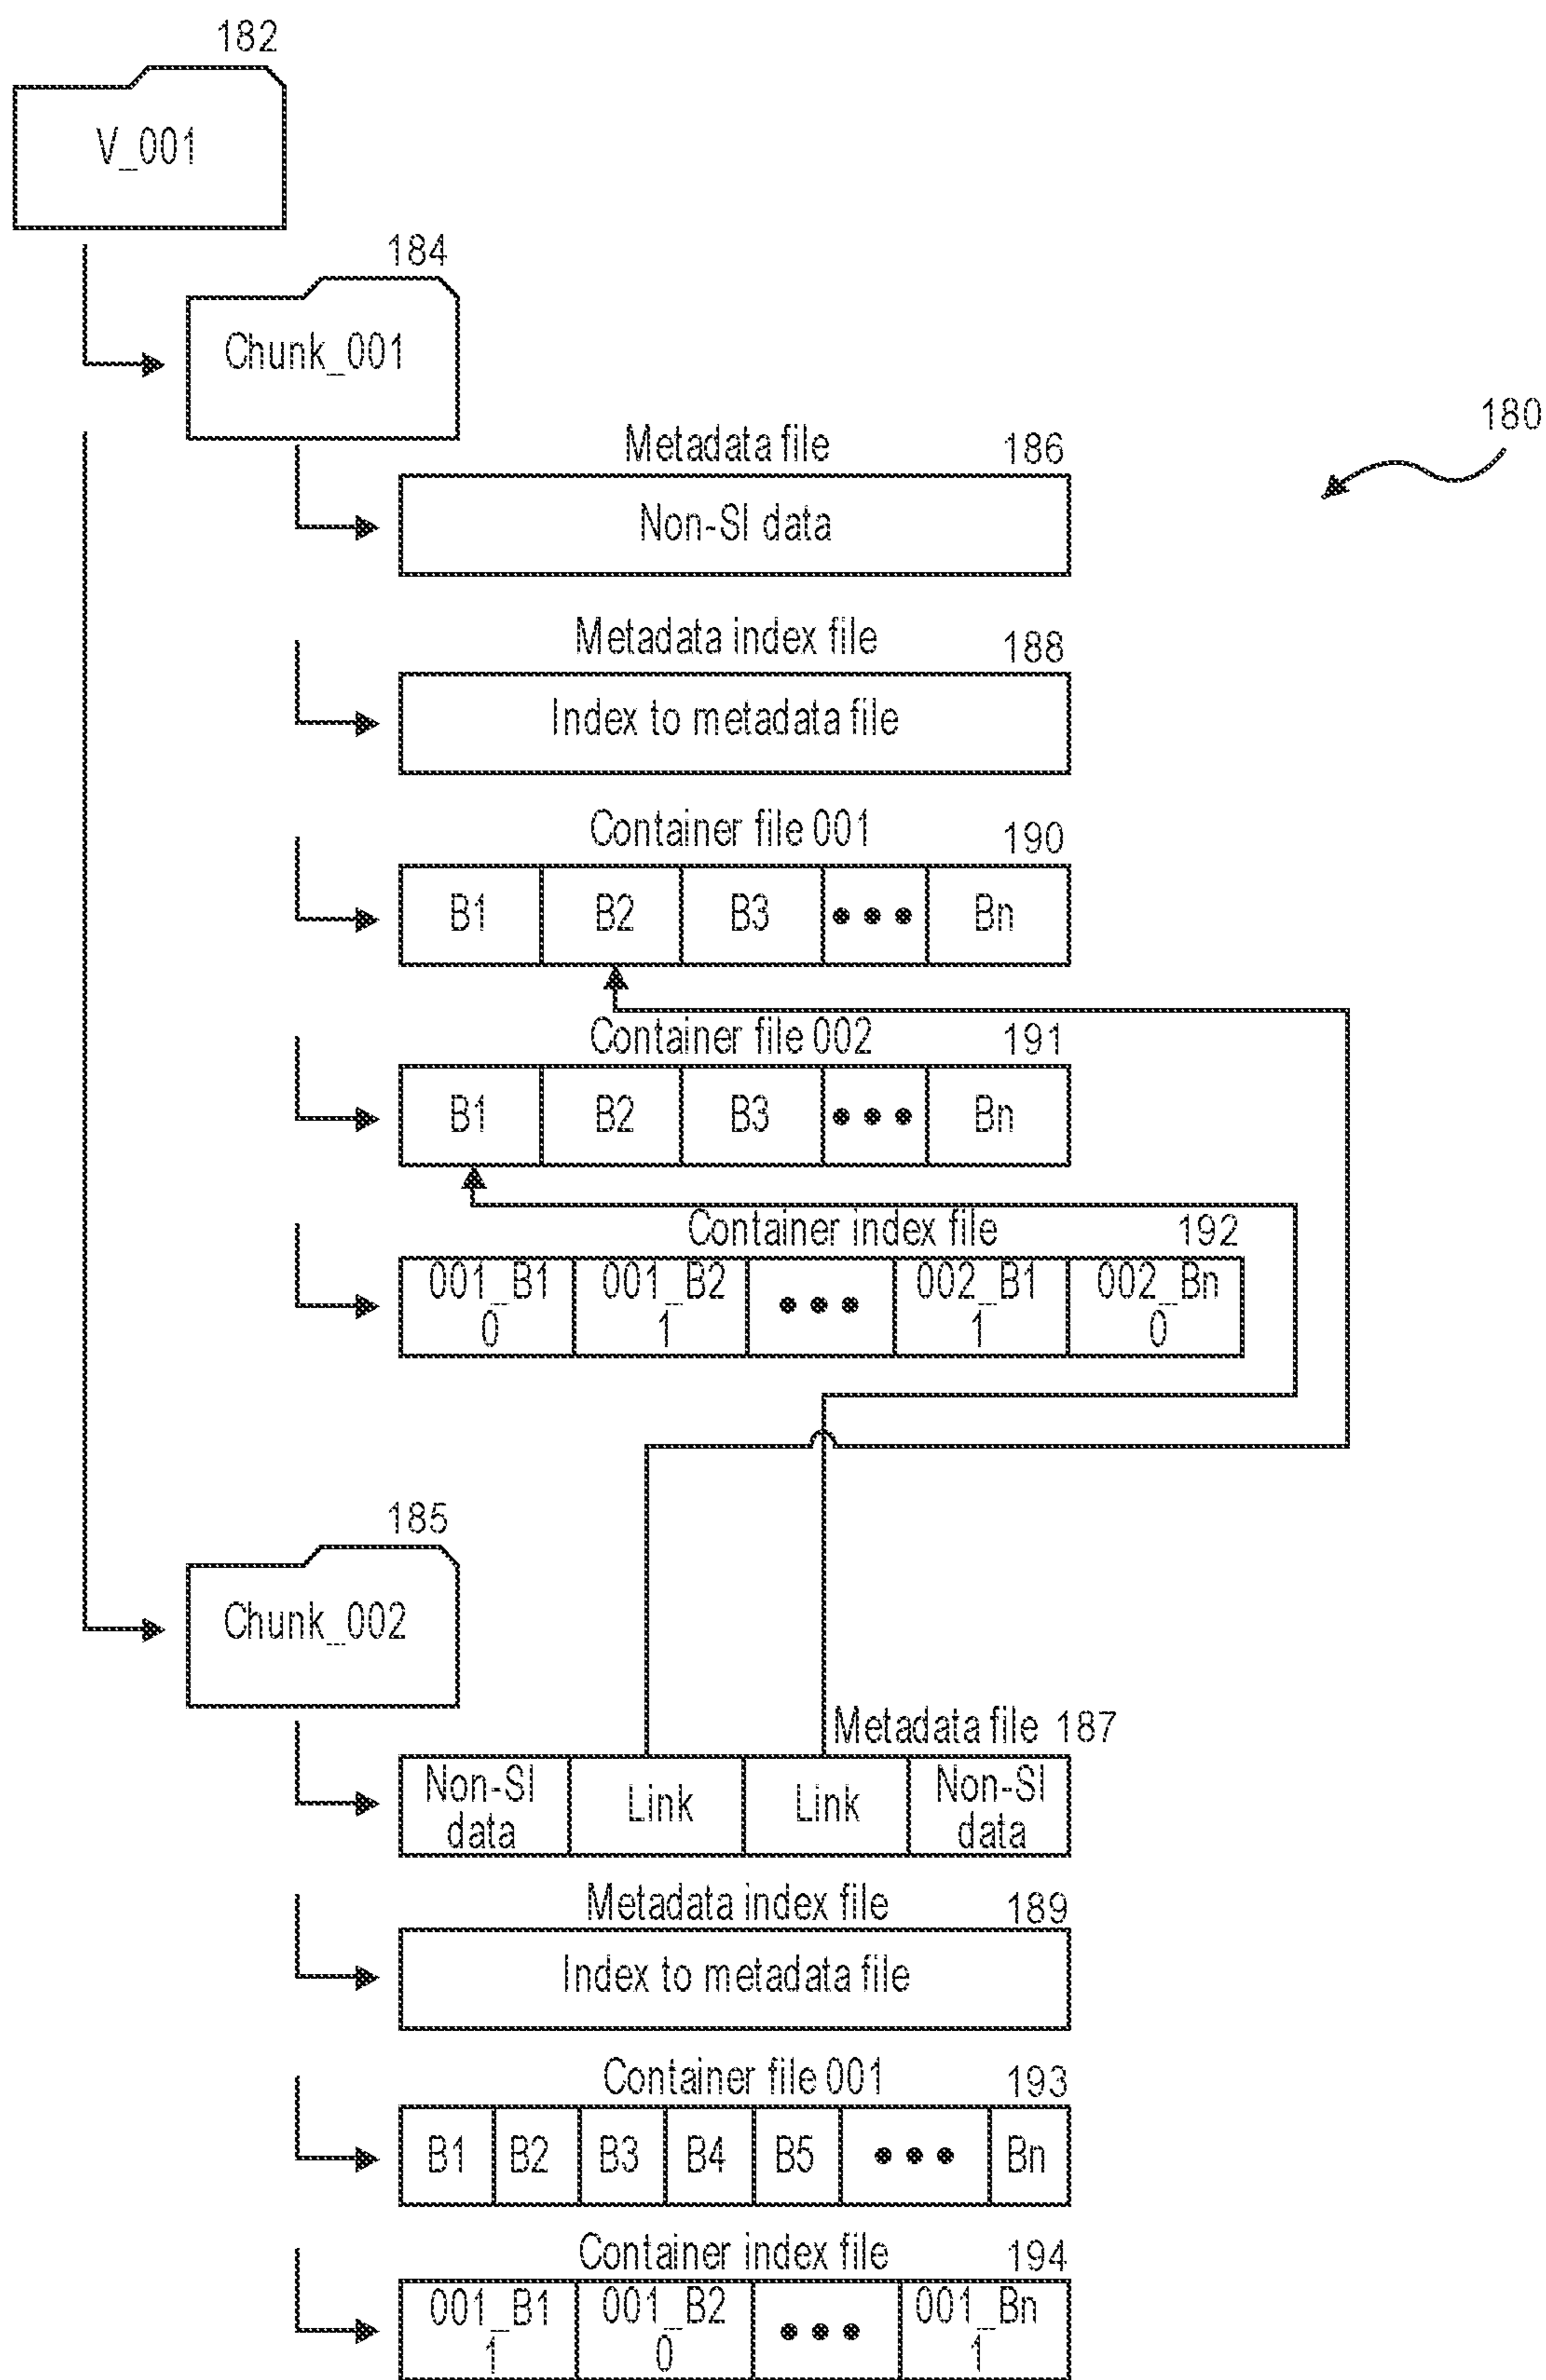 182
V_001
184
Chunk_001
180
Metadata file 186
Non-SI data
Metadata index file 188
Index to metadata file
Container file 001 190
B1 B2 B3 ••• Bn
Container file 002 191
B1 B2 B3 ••• Bn
Container index file 192
001_B1 001_B2 ••• 002_B1 002_Bn
0 1 1 0
185
Chunk_002
Metadata file 187
Non-SI Link Link Non-SI
data data
Metadata index file 189
Index to metadata file
Container file 001 193
B1 B2 B3 B4 B5 ••• Bn
Container index file 194
001_B1 001_B2 ••• 001_Bn
1 0 1